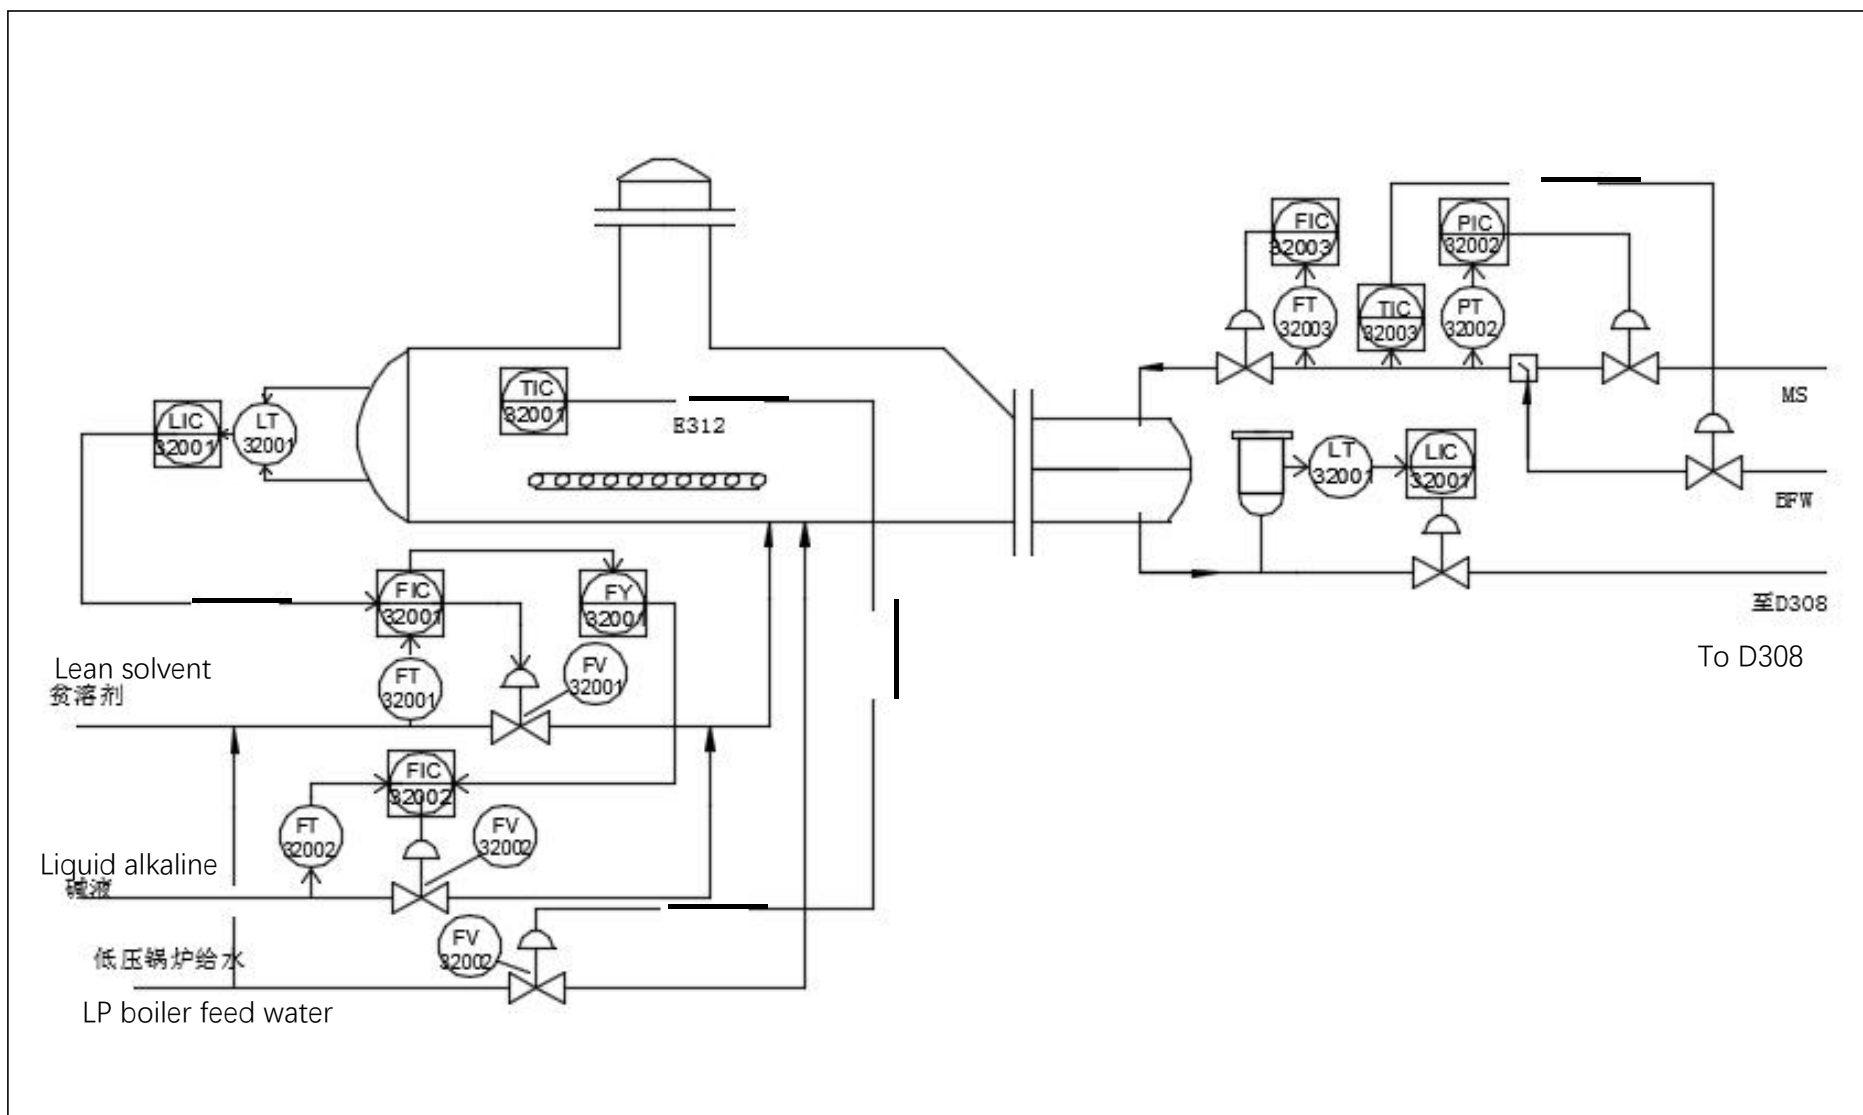 FIC
32003
PIC
32002
FT
32003
TIC
32003
PT
32002
MS
TIC
32001
E312
LIC
32001
LT
32001
LT
32001
LIC
32001
BFW
FIC
32001
FY
32001
至D308
To D308
Lean solvent
贫溶剂
FT
32001
FV
32001
FIC
32002
FT
32002
FV
32002
Liquid alkaline
碱液
FV
32002
低压锅炉给水
LP boiler feed water